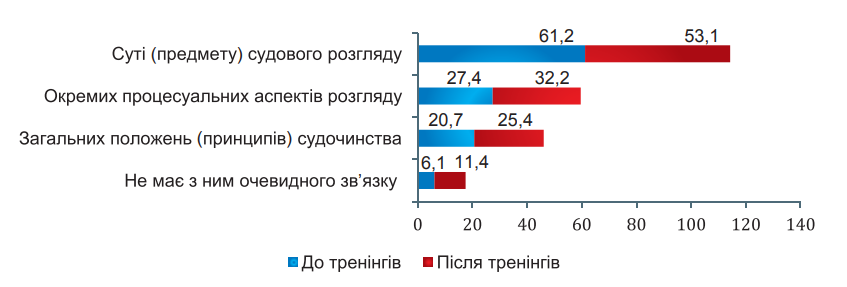 61,2 53,1
Суті (предмету) судового розгляду
27,4 32,2
Окремих процесуальних аспектів розгляду
20,7 25,4
Загальних положень (принципів) судочинства
6,1 11,4
Не має з ним очевидного зв’язку
0 20 40 60 80 100 120 140
До тренінгів Після тренінгів